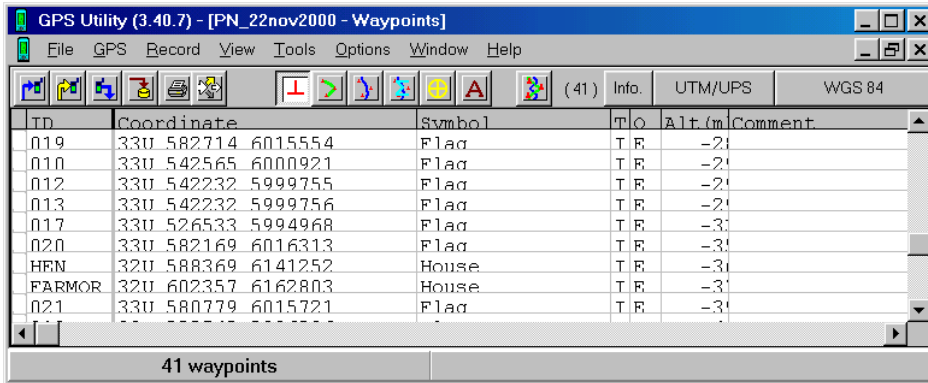 GPS Utility (3.40.7) - [PN_22nov2000 - Waypoints]
File GPS Record View Tools Options Window Help
A (41) Info. UTM/UPS WGS 84
ID Coordinate Symbol T O Alt(m Comment
019 33U 582714 6015554 Flag T E
010 33U 542565 6000921 Flag T E
012 33U 542232 5999755 Flag T E
013 33U 542232 5999756 Flag T E
017 33U 526533 5994968 Flag T E
020 33U 582169 6016313 Flag T E
HEN 32U 588369 6141252 House T E
FARMOR 32U 602357 6162803 House T E
021 33U 580779 6015721 Flag T E
41 waypoints